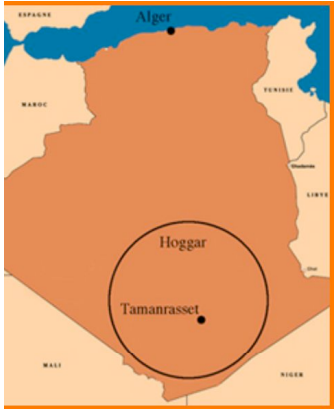 ESPAGNE
Alger
TUNISIE
MAROC
Ghadamès
LIBYE
Hoggar
Ghat
Tamanrasset
MALI
NIGER